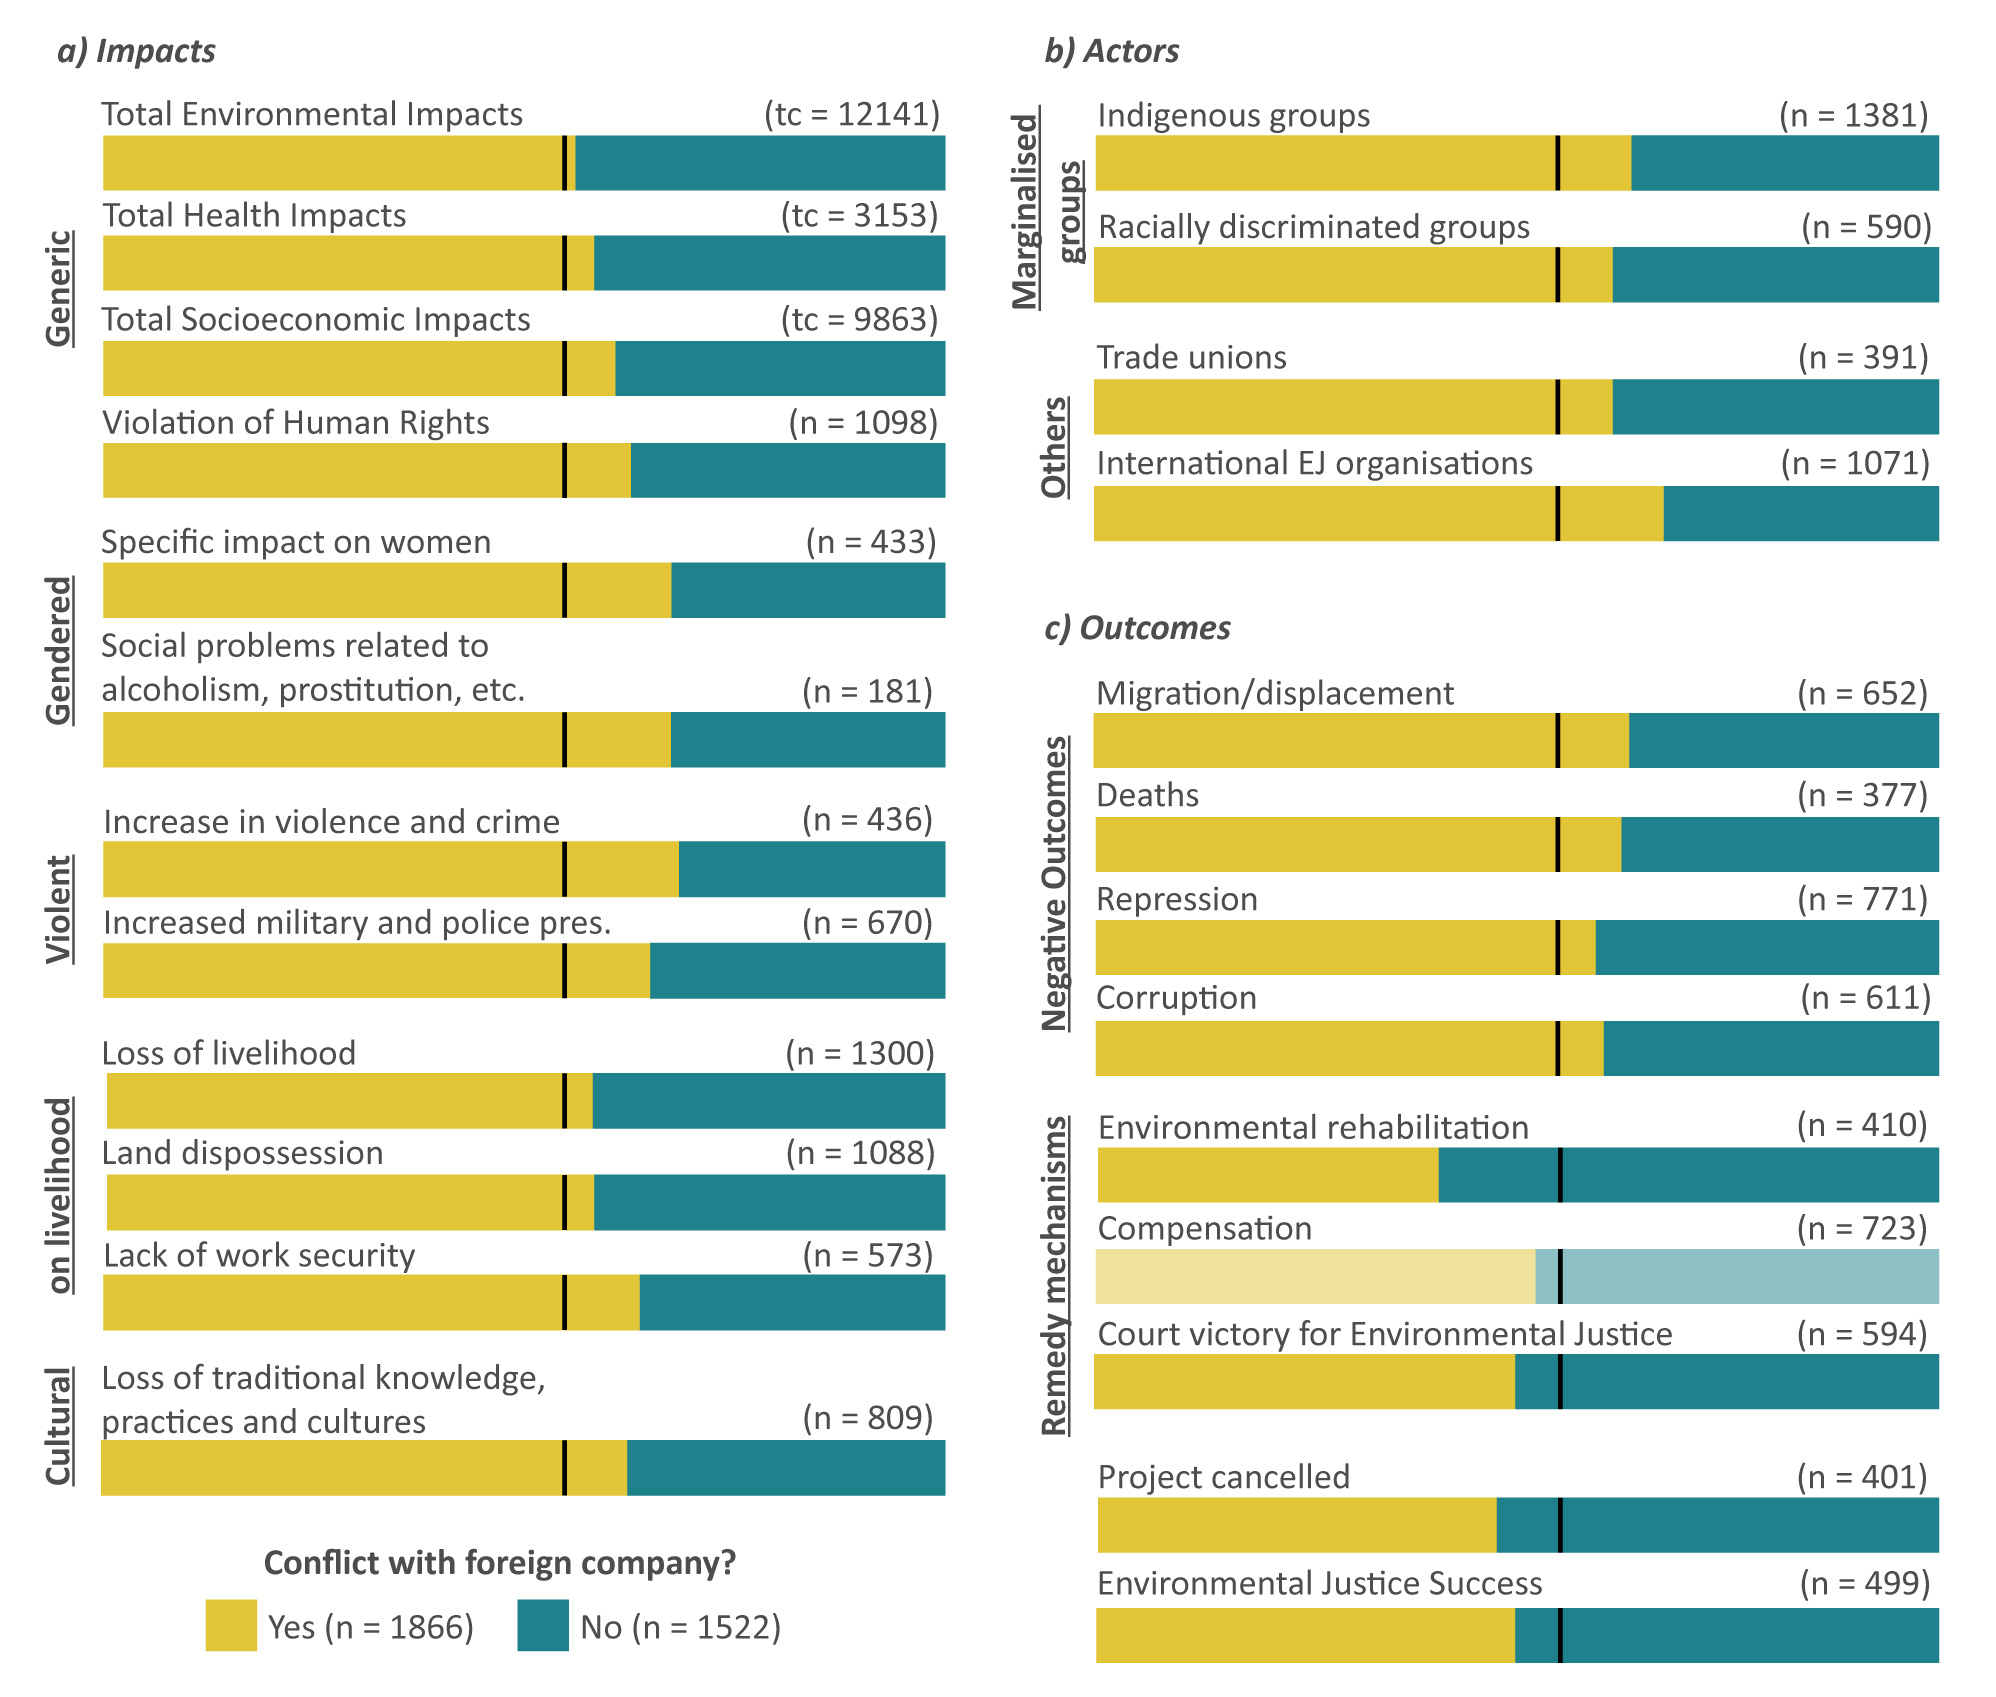 a) Impacts
Generic
Total Environmental Impacts (tc = 12141)
Total Health Impacts (tc = 3153)
Total Socioeconomic Impacts (tc = 9863)
Violation of Human Rights (n = 1098)
Gendered
Specific impact on women (n = 433)
Social problems related to
alcoholism, prostitution, etc. (n = 181)
Violent
Increase in violence and crime (n = 436)
Increased military and police pres. (n = 670)
on livelihood
Loss of livelihood (n = 1300)
Land dispossession (n = 1088)
Lack of work security (n = 573)
Cultural
Loss of traditional knowledge,
practices and cultures (n = 809)
Conflict with foreign company?
Yes (n = 1866) No (n = 1522)
b) Actors
Marginalised
groups
Indigenous groups (n = 1381)
Racially discriminated groups (n = 590)
Others
Trade unions (n = 391)
International EJ organisations (n = 1071)
c) Outcomes
Negative Outcomes
Migration/displacement (n = 652)
Deaths (n = 377)
Repression (n = 771)
Corruption (n = 611)
Remedy mechanisms
Environmental rehabilitation (n = 410)
Compensation (n = 723)
Court victory for Environmental Justice (n = 594)
Project cancelled (n = 401)
Environmental Justice Success (n = 499)